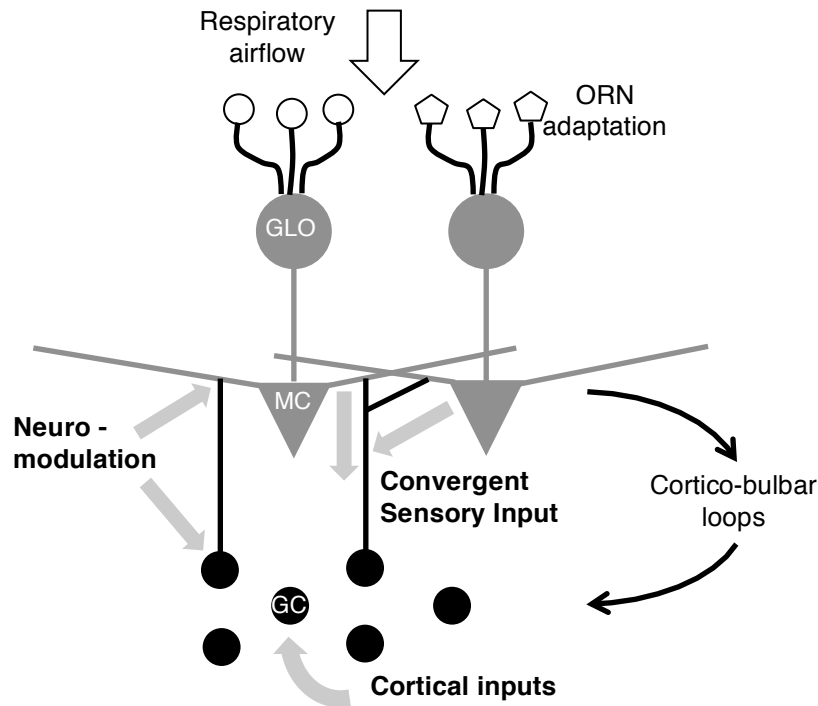 Respiratory
airflow
ORN
adaptation
GLO
MC
Neuro -
modulation
Convergent
Sensory Input
Cortico-bulbar
loops
GC
Cortical inputs